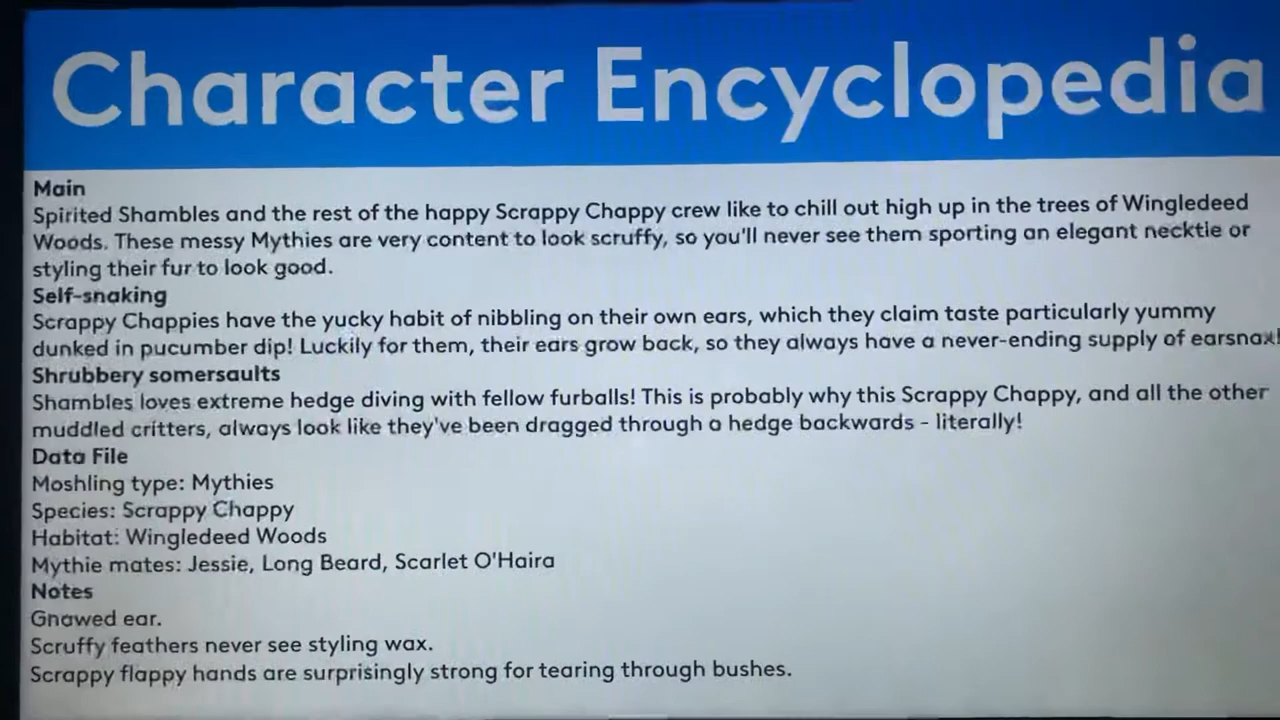 Character Encyclopedia
Main
Spirited Shambles and the rest of the happy Scrappy Chappy crew like to chill out high up in the trees of Wingledeed
Woods. These messy Mythies are very content to look scruffy, so you'll never see them sporting an elegant necktie or
styling their fur to look good.
Self-snaking
Scrappy Chappies have the yucky habit of nibbling on their own ears, which they claim taste particularly yummy
dunked in pucumber dip! Luckily for them, their ears grow back, so they always have a never-ending supply of earsnax!
Shrubbery somersaults
Shambles loves extreme hedge diving with fellow furballs! This is probably why this Scrappy Chappy, and all the other
muddled critters, always look like they've been dragged through a hedge backwards - literally!
Data File
Moshling type: Mythies
Species: Scrappy Chappy
Habitat: Wingledeed Woods
Mythie mates: Jessie, Long Beard, Scarlet O'Haira
Notes
Gnawed ear.
Scruffy feathers never see styling wax.
Scrappy flappy hands are surprisingly strong for tearing through bushes.